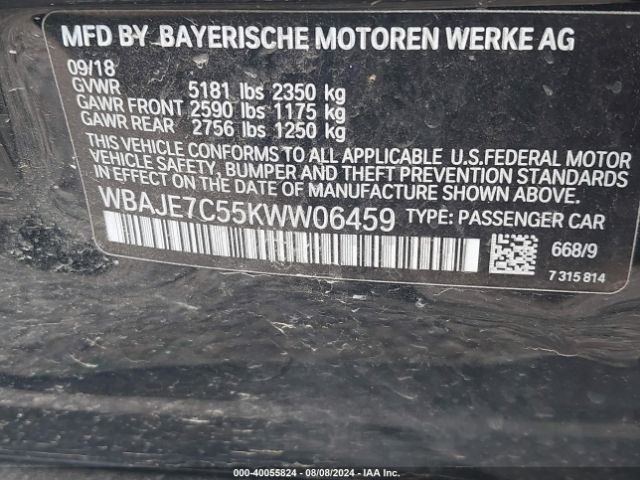 MFD BY BAYERISCHE MOTOREN WERKE AG
09/18
GVWR 5181 lbs 2350 kg
GAWR FRONT 2590 lbs 1175 kg
GAWR REAR 2756 lbs 1250 kg
THIS VEHICLE CONFORMS TO ALL APPLICABLE U.S.FEDERAL MOTOR
VEHICLE SAFETY, BUMPER AND THEFT PREVENTION STANDARDS
IN EFFECT ON THE DATE OF MANUFACTURE SHOWN ABOVE.
WBAJE7C55KWW06459 TYPE: PASSENGER CAR
668/9
7 315 814
(434) - 40055824 - 08/08/2024 - IAA Inc.